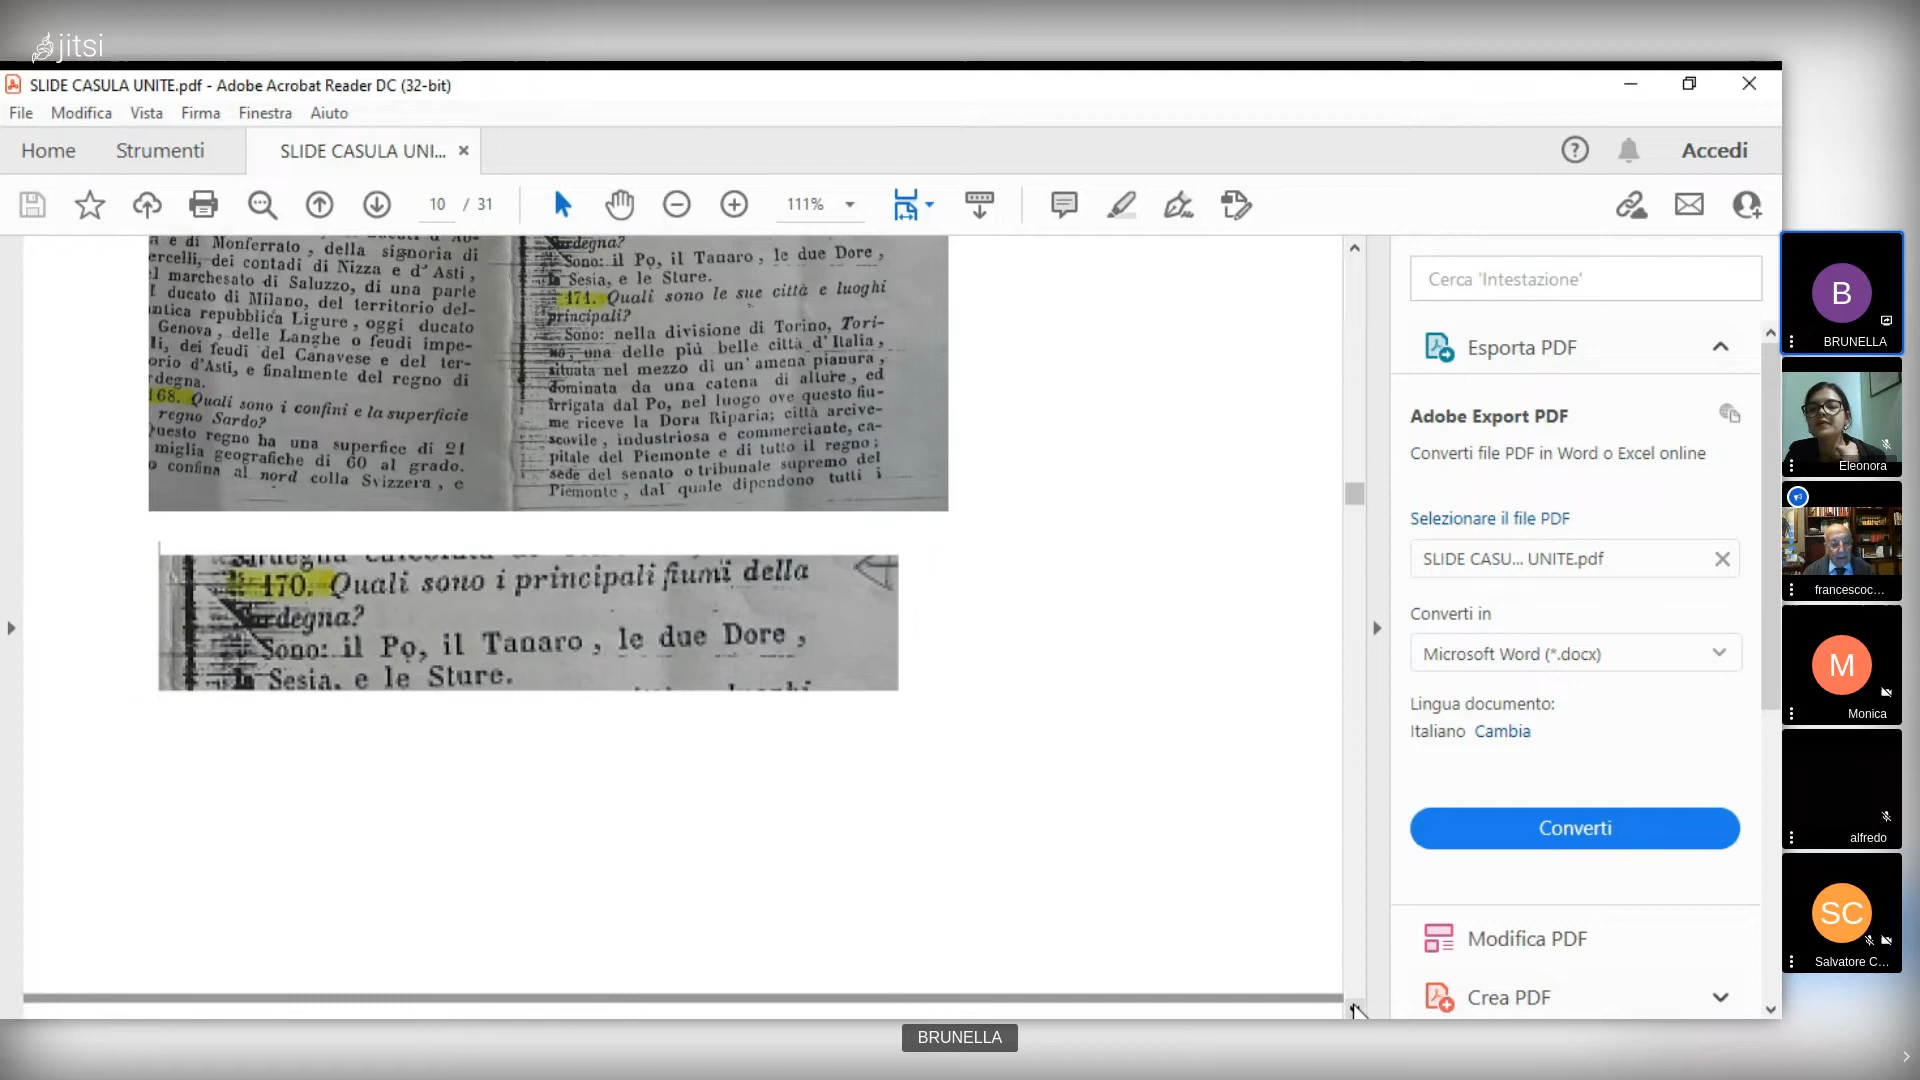 jitsi
SLIDE CASULA UNITE.pdf - Adobe Acrobat Reader DC (32-bit)
File Modifica Vista Firma Finestra Aiuto
Home Strumenti SLIDE CASULA UNI... × Accedi
10 / 31 111%
a e di Monferrato, della signoria di
ercelli, dei contadi di Nizza e d'Asti,
l marchesato di Saluzzo, di una parte
l ducato di Milano, del territorio del-
antica repubblica Ligure, oggi ducato
Genova, delle Langhe o feudi impe-
li, dei feudi del Canavese e del ter-
orio d'Asti, e finalmente del regno di
rdegna.
168. Quali sono i confini e la superficie
regno Sardo?
Questo regno ha una superfice di 21
miglia geografiche di 60 al grado.
o confina al nord colla Svizzera, e
Sardegna?
Sono: il Po, il Tanaro, le due Dore,
la Sesia, e le Sture.
171. Quali sono le sue città e luoghi
principali?
Sono: nella divisione di Torino, Tori-
no, una delle più belle città d'Italia,
situata nel mezzo di un'amena pianura,
dominata da una catena di alture, ed
irrigata dal Po, nel luogo ove questo fiu-
me riceve la Dora Riparia; città arcive-
scovile, industriosa e commerciante, ca-
pitale del Piemonte e di tutto il regno;
sede del senato o tribunale supremo del
Piemonte, dal quale dipendono tutti i
170. Quali sono i principali fiumi della
Sardegna?
Sono: il Po, il Tanaro, le due Dore,
la Sesia, e le Sture.
Cerca 'Intestazione'
Esporta PDF
Adobe Export PDF
Converti file PDF in Word o Excel online
Selezionare il file PDF
SLIDE CASU... UNITE.pdf
Converti in
Microsoft Word (*.docx)
Lingua documento:
Italiano Cambia
Converti
Modifica PDF
Crea PDF
B
BRUNELLA
Eleonora
francescoc...
M
Monica
alfredo
SC
Salvatore C...
BRUNELLA